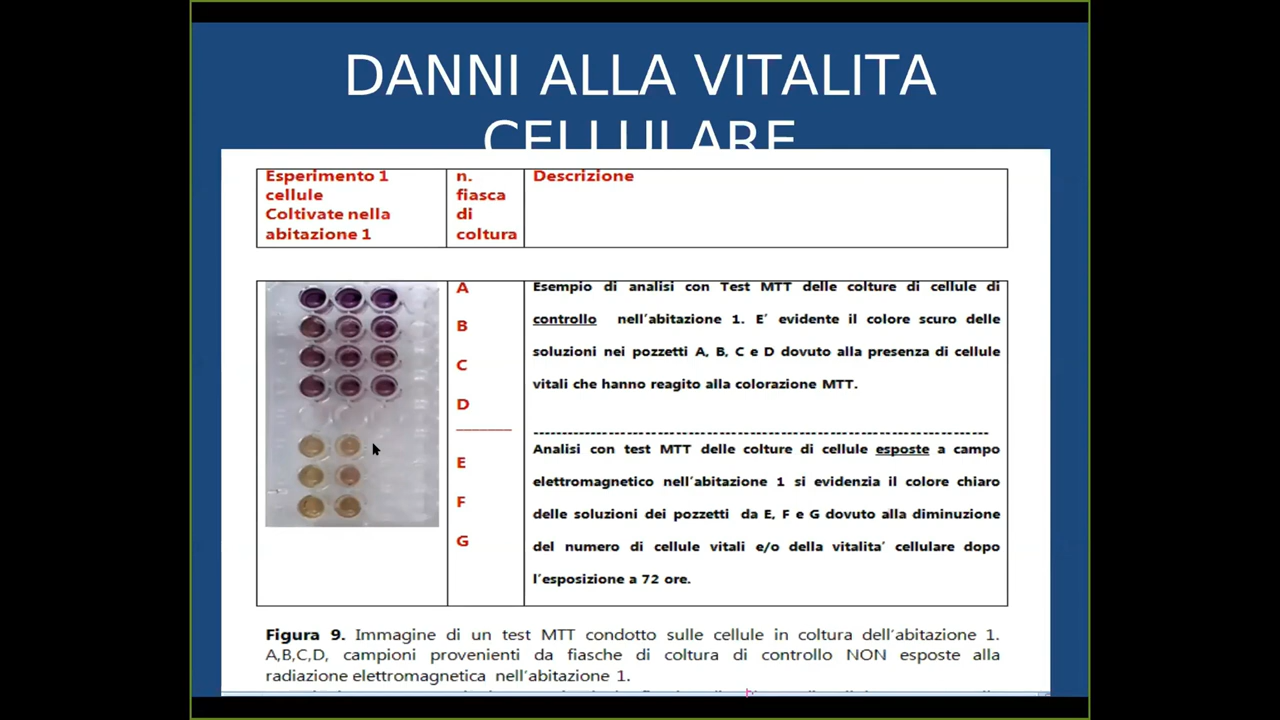 DANNI ALLA VITALITA
CELLULARE
Esperimento 1
cellule
Coltivate nella
abitazione 1
n.
fiasca
di
coltura
Descrizione
A
B
C
D
E
F
G
Esempio di analisi con Test MTT delle colture di cellule di
controllo nell'abitazione 1. E' evidente il colore scuro delle
soluzioni nei pozzetti A, B, C e D dovuto alla presenza di cellule
vitali che hanno reagito alla colorazione MTT.
Analisi con test MTT delle colture di cellule esposte a campo
elettromagnetico nell'abitazione 1 si evidenzia il colore chiaro
delle soluzioni dei pozzetti da E, F e G dovuto alla diminuzione
del numero di cellule vitali e/o della vitalita' cellulare dopo
l'esposizione a 72 ore.
Figura 9. Immagine di un test MTT condotto sulle cellule in coltura dell'abitazione 1.
A,B,C,D, campioni provenienti da fiasche di coltura di controllo NON esposte alla
radiazione elettromagnetica nell'abitazione 1.